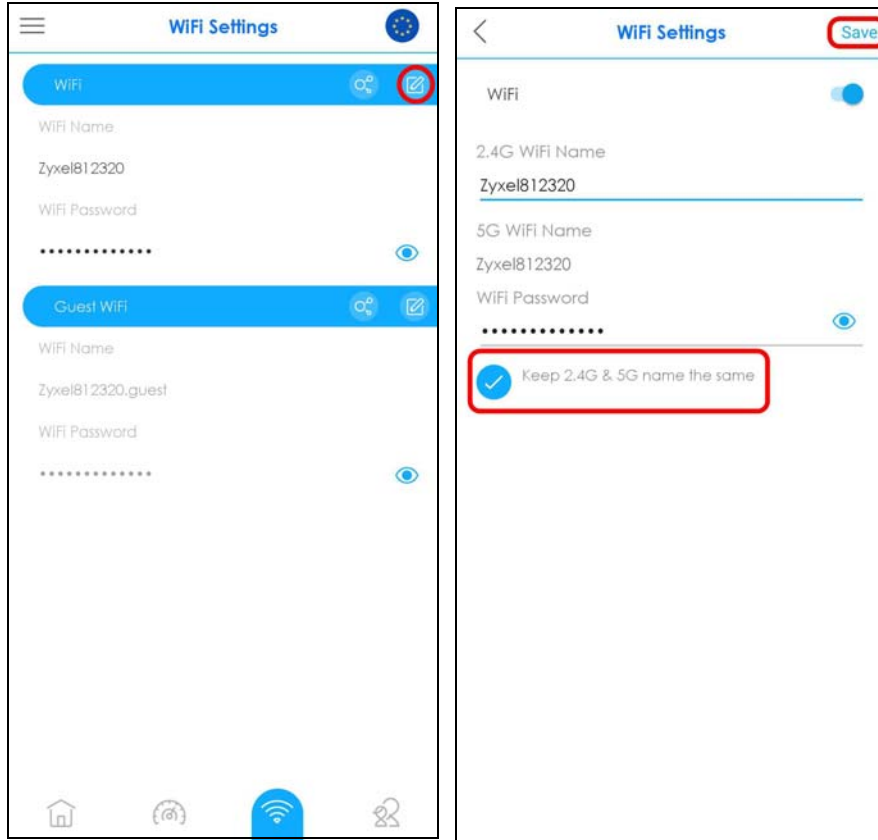 WiFi Settings
WiFi
WiFi Name
Zyxel812320
WiFi Password
•••••••••••••
Guest WiFi
WiFi Name
Zyxel812320.guest
WiFi Password
•••••••••••••
WiFi Settings
Save
WiFi
2.4G WiFi Name
Zyxel812320
5G WiFi Name
Zyxel812320
WiFi Password
•••••••••••••
Keep 2.4G & 5G name the same